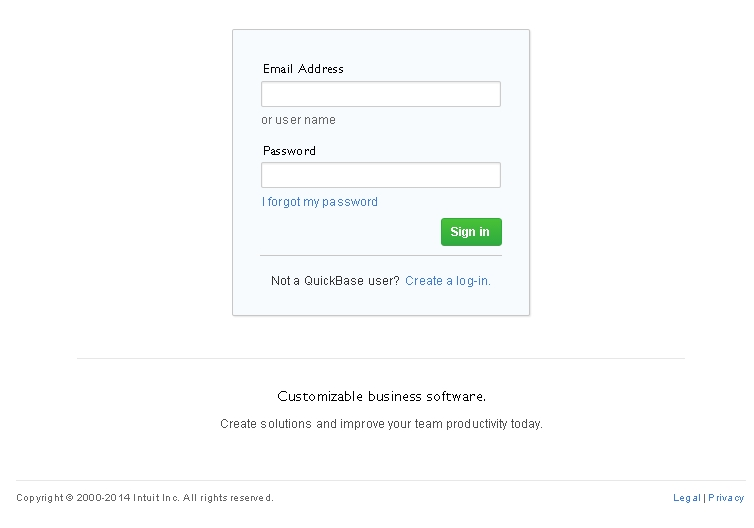 Email Address
or user name
Password
I forgot my password
Sign in
Not a QuickBase user? Create a log-in.
Customizable business software.
Create solutions and improve your team productivity today.
Copyright © 2000-2014 Intuit Inc. All rights reserved. Legal | Privacy